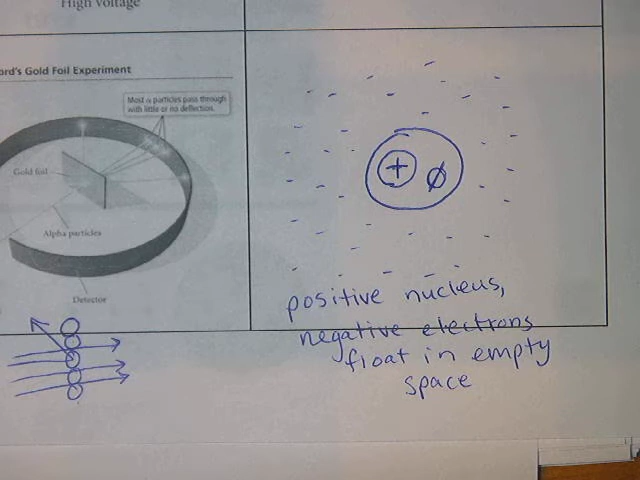 High voltage
ord's Gold Foil Experiment
Most α particles pass through
with little or no deflection.
Gold foil
Alpha particles
Detector
+
positive nucleus,
negative electrons
float in empty
space